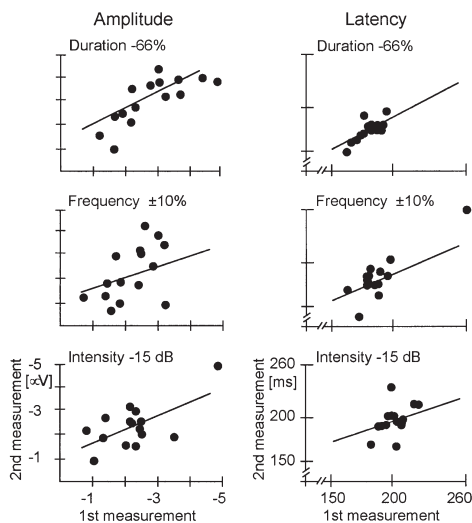 Amplitude
Latency
Duration -66%
Duration -66%
Frequency ±10%
Frequency ±10%
Intensity -15 dB
Intensity -15 dB
2nd measurement
[∝V]
-5
-3
-1
-1
-3
-5
1st measurement
2nd measurement
[ms]
260
200
150
150
200
260
1st measurement